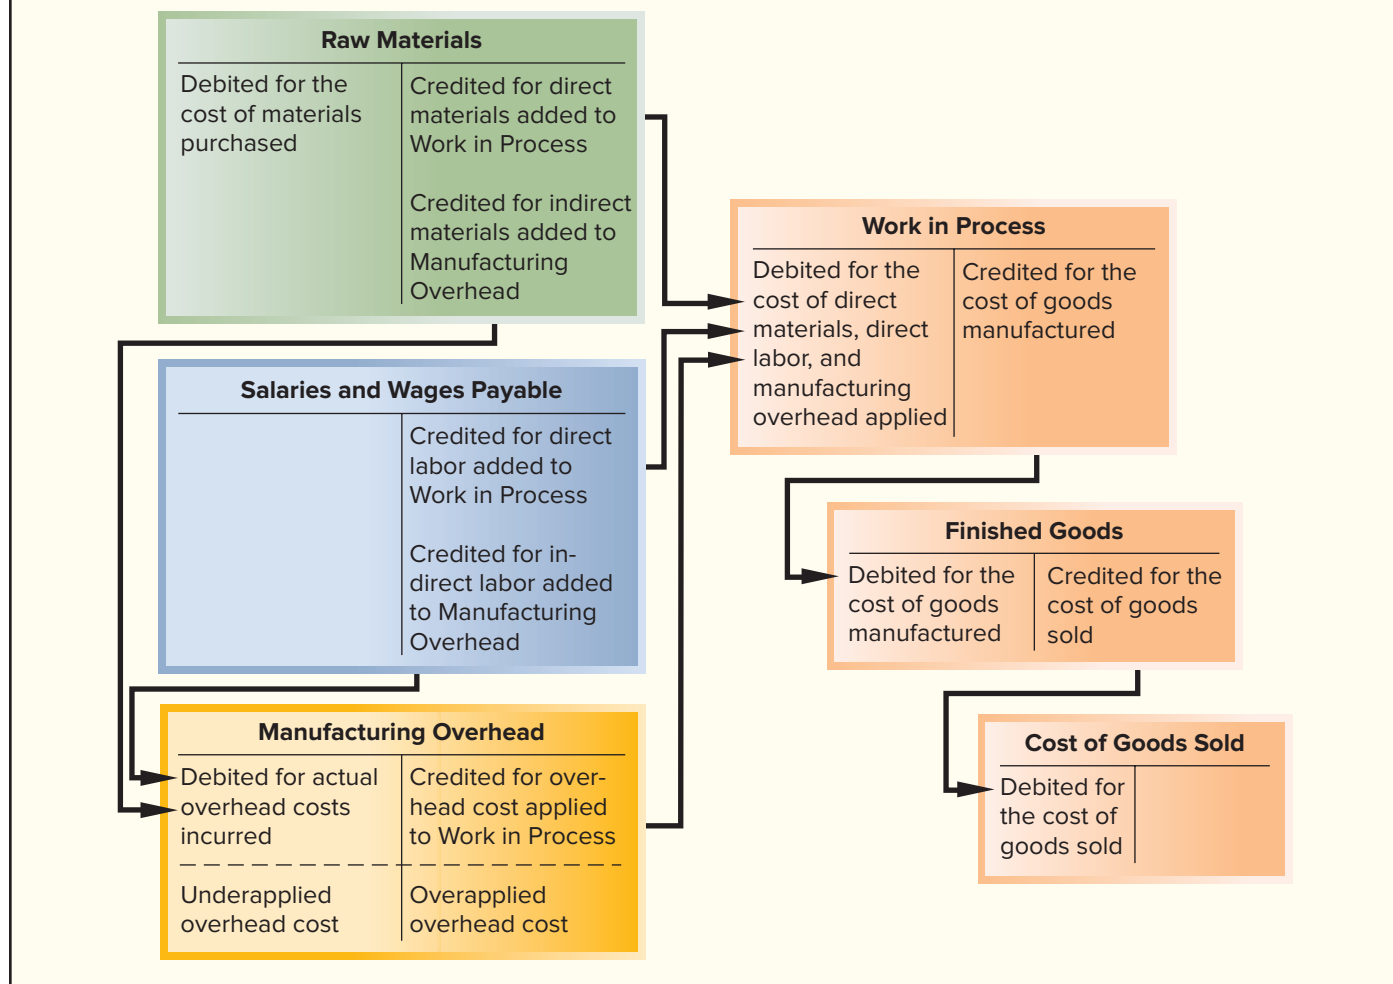 Raw Materials
Debited for the
cost of materials
purchased
Credited for direct
materials added to
Work in Process
Credited for indirect
materials added to
Manufacturing
Overhead
Salaries and Wages Payable
Credited for direct
labor added to
Work in Process
Credited for in-
direct labor added
to Manufacturing
Overhead
Manufacturing Overhead
Debited for actual
overhead costs
incurred
Credited for over-
head cost applied
to Work in Process
Underapplied
overhead cost
Overapplied
overhead cost
Work in Process
Debited for the
cost of direct
materials, direct
labor, and
manufacturing
overhead applied
Credited for the
cost of goods
manufactured
Finished Goods
Debited for the
cost of goods
manufactured
Credited for the
cost of goods
sold
Cost of Goods Sold
Debited for
the cost of
goods sold